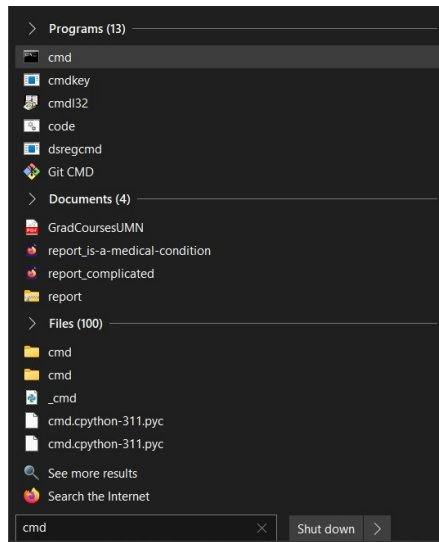 Programs (13)
cmd
cmdkey
cmdl32
code
dsregcmd
Git CMD
Documents (4)
GradCoursesUMN
report_is-a-medical-condition
report_complicated
report
Files (100)
cmd
cmd
_cmd
cmd.cpython-311.pyc
cmd.cpython-311.pyc
See more results
Search the Internet
cmd Shut down